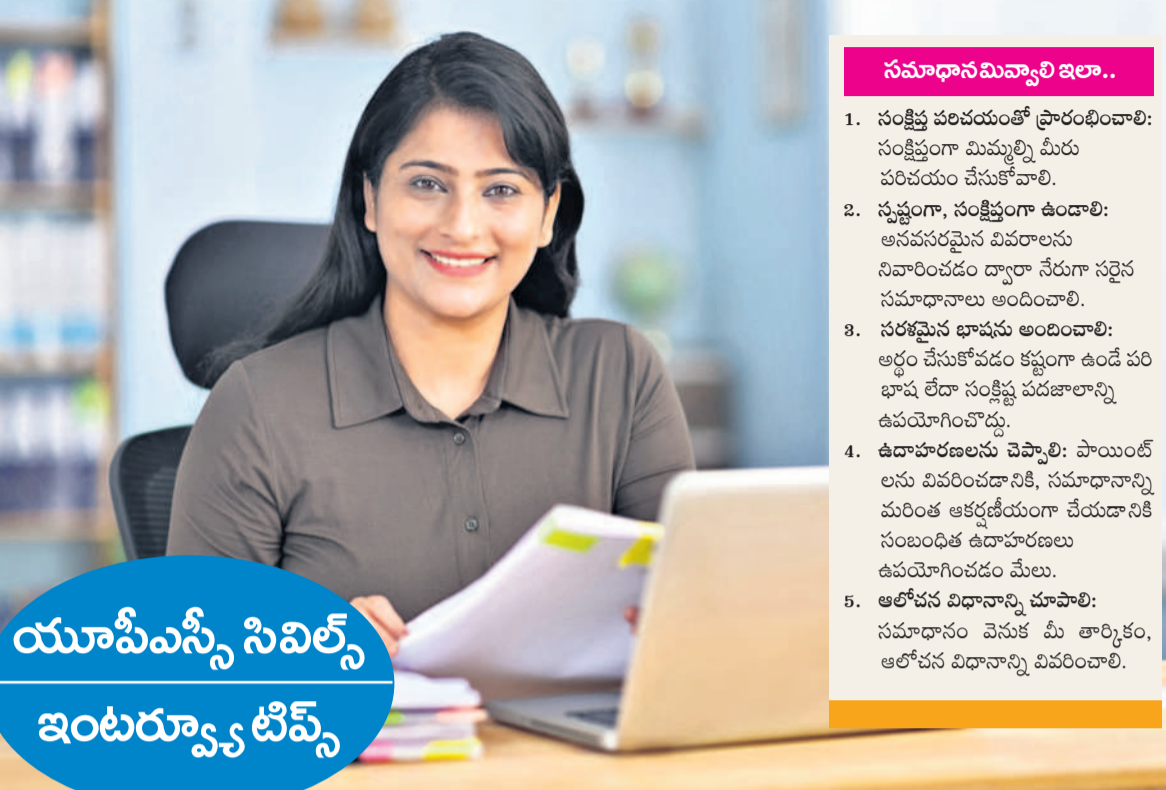 సమాధానమివ్వాలి ఇలా..
1. సంక్షిప్త పరిచయంతో ప్రారంభించాలి:
సంక్షిప్తంగా మిమ్మల్ని మీరు
పరిచయం చేసుకోవాలి.
2. స్పష్టంగా, సంక్షిప్తంగా ఉండాలి:
అనవసరమైన వివరాలను
నివారించడం ద్వారా నేరుగా సరైన
సమాధానాలు అందించాలి.
3. సరళమైన భాషను అందించాలి:
అర్థం చేసుకోవడం కష్టంగా ఉండే పరి
భాష లేదా సంక్లిష్ట పదజాలాన్ని
ఉపయోగించొద్దు.
4. ఉదాహరణలను చెప్పాలి: పాయింట్
లను వివరించడానికి, సమాధానాన్ని
మరింత ఆకర్షణీయంగా చేయడానికి
సంబంధిత ఉదాహరణలు
ఉపయోగించడం మేలు.
5. ఆలోచన విధానాన్ని చూపాలి:
సమాధానం వెనుక మీ తార్కికం,
ఆలోచన విధానాన్ని వివరించాలి.
యూపీఎస్సీ సివిల్స్
ఇంటర్వ్యూ టిప్స్